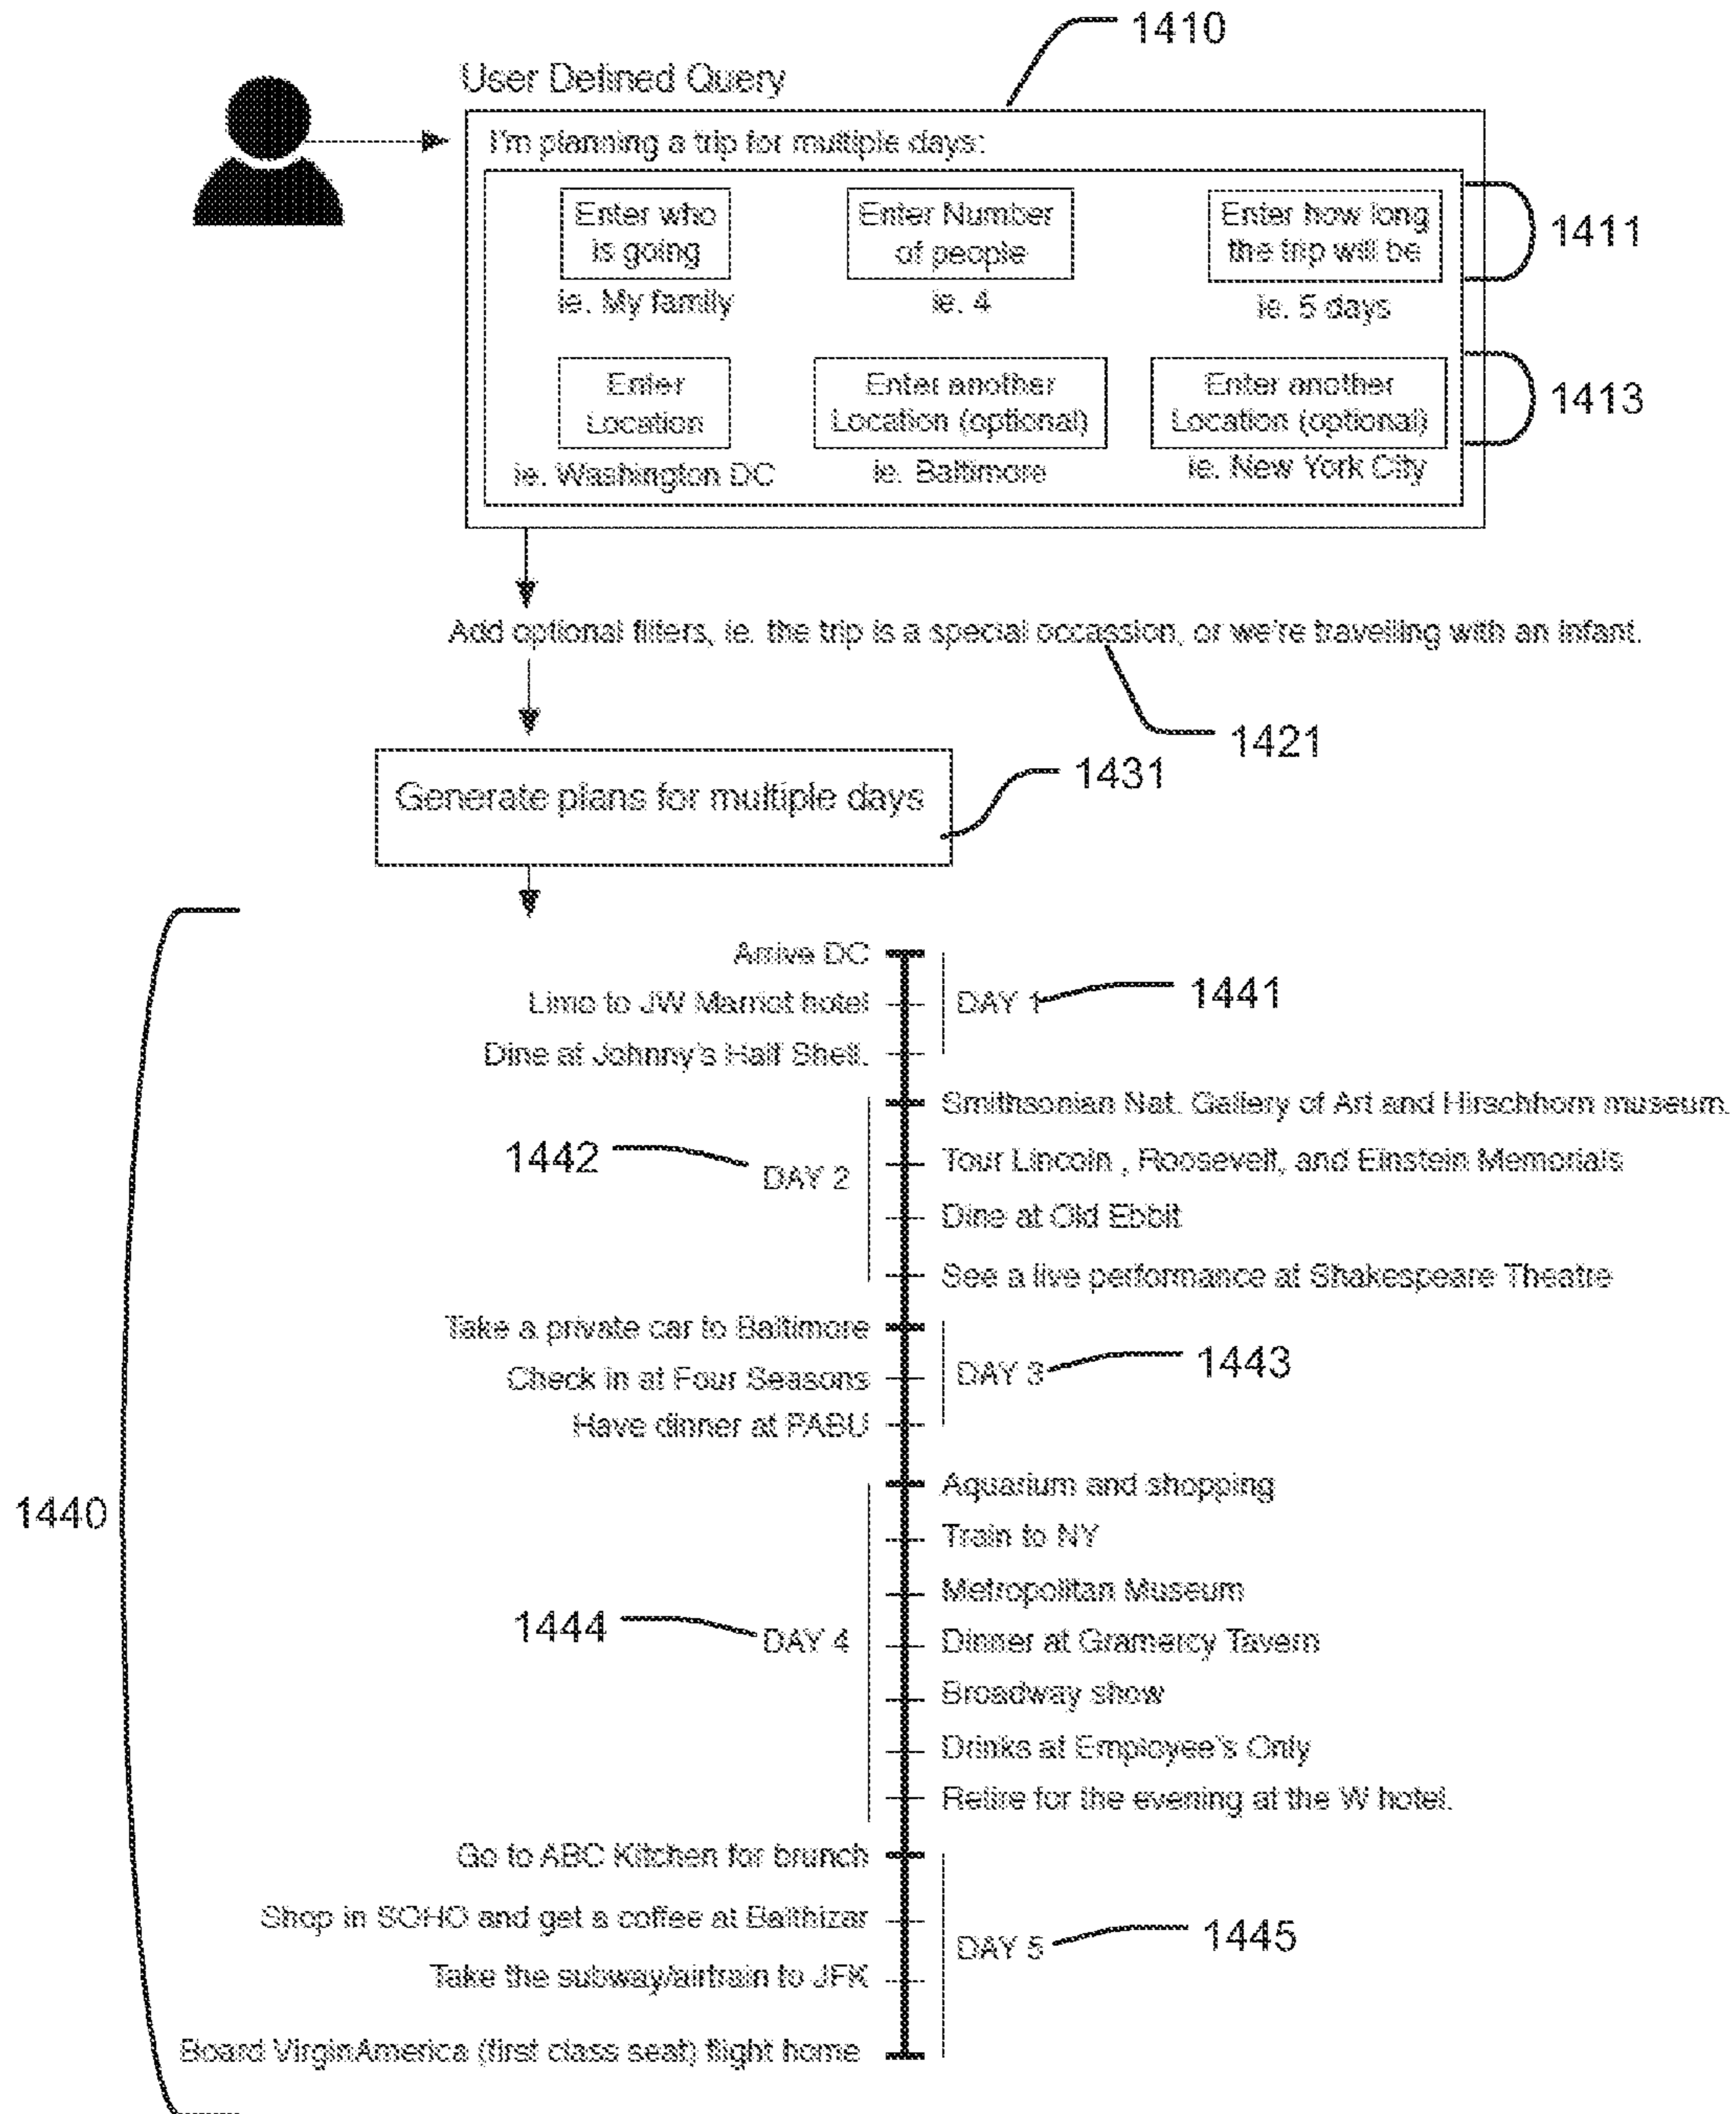 1410
User Defined Query
I'm planning a trip for multiple days:
Enter who
is going
ie. My family
Enter Number
of people
ie. 4
Enter how long
the trip will be
ie. 5 days
1411
Enter
Location
ie. Washington DC
Enter another
Location (optional)
ie. Baltimore
Enter another
Location (optional)
ie. New York City
1413
Add optional filters, ie. the trip is a special occassion, or we're travelling with an infant.
1421
Generate plans for multiple days
1431
1440
Arrive DC
Limo to JW Marriot hotel
Dine at Johnny's Half Shell.
DAY 1
1441
Smithsonian Nat. Gallery of Art and Hirschhorn museum.
Tour Lincoln , Roosevelt, and Einstein Memorials
Dine at Old Ebbit
See a live performance at Shakespeare Theatre
1442
DAY 2
Take a private car to Baltimore
Check in at Four Seasons
Have dinner at PABU
DAY 3
1443
Aquarium and shopping
Train to NY
Metropolitan Museum
Dinner at Gramercy Tavern
Broadway show
Drinks at Employee's Only
Retire for the evening at the W hotel.
1444
DAY 4
Go to ABC Kitchen for brunch
Shop in SOHO and get a coffee at Balthizar
Take the subway/airtrain to JFK
Board VirginAmerica (first class seat) flight home
DAY 5
1445